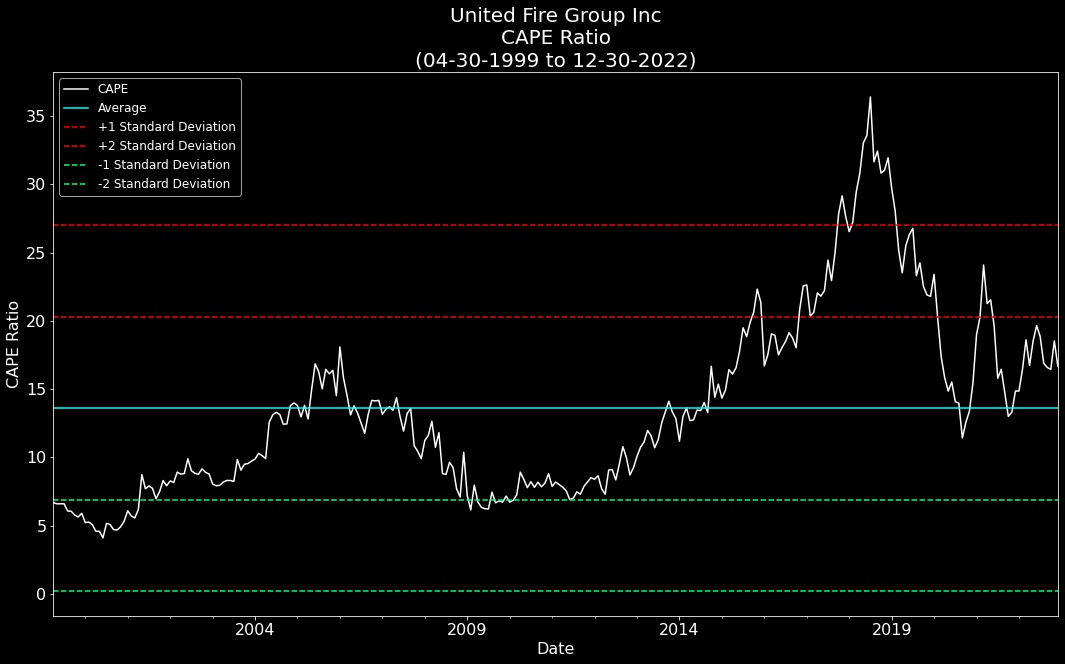 United Fire Group Inc
CAPE Ratio
(04-30-1999 to 12-30-2022)
CAPE
Average
+1 Standard Deviation
+2 Standard Deviation
-1 Standard Deviation
-2 Standard Deviation
CAPE Ratio
35
30
25
20
15
10
5
0
2004
2009
2014
2019
Date